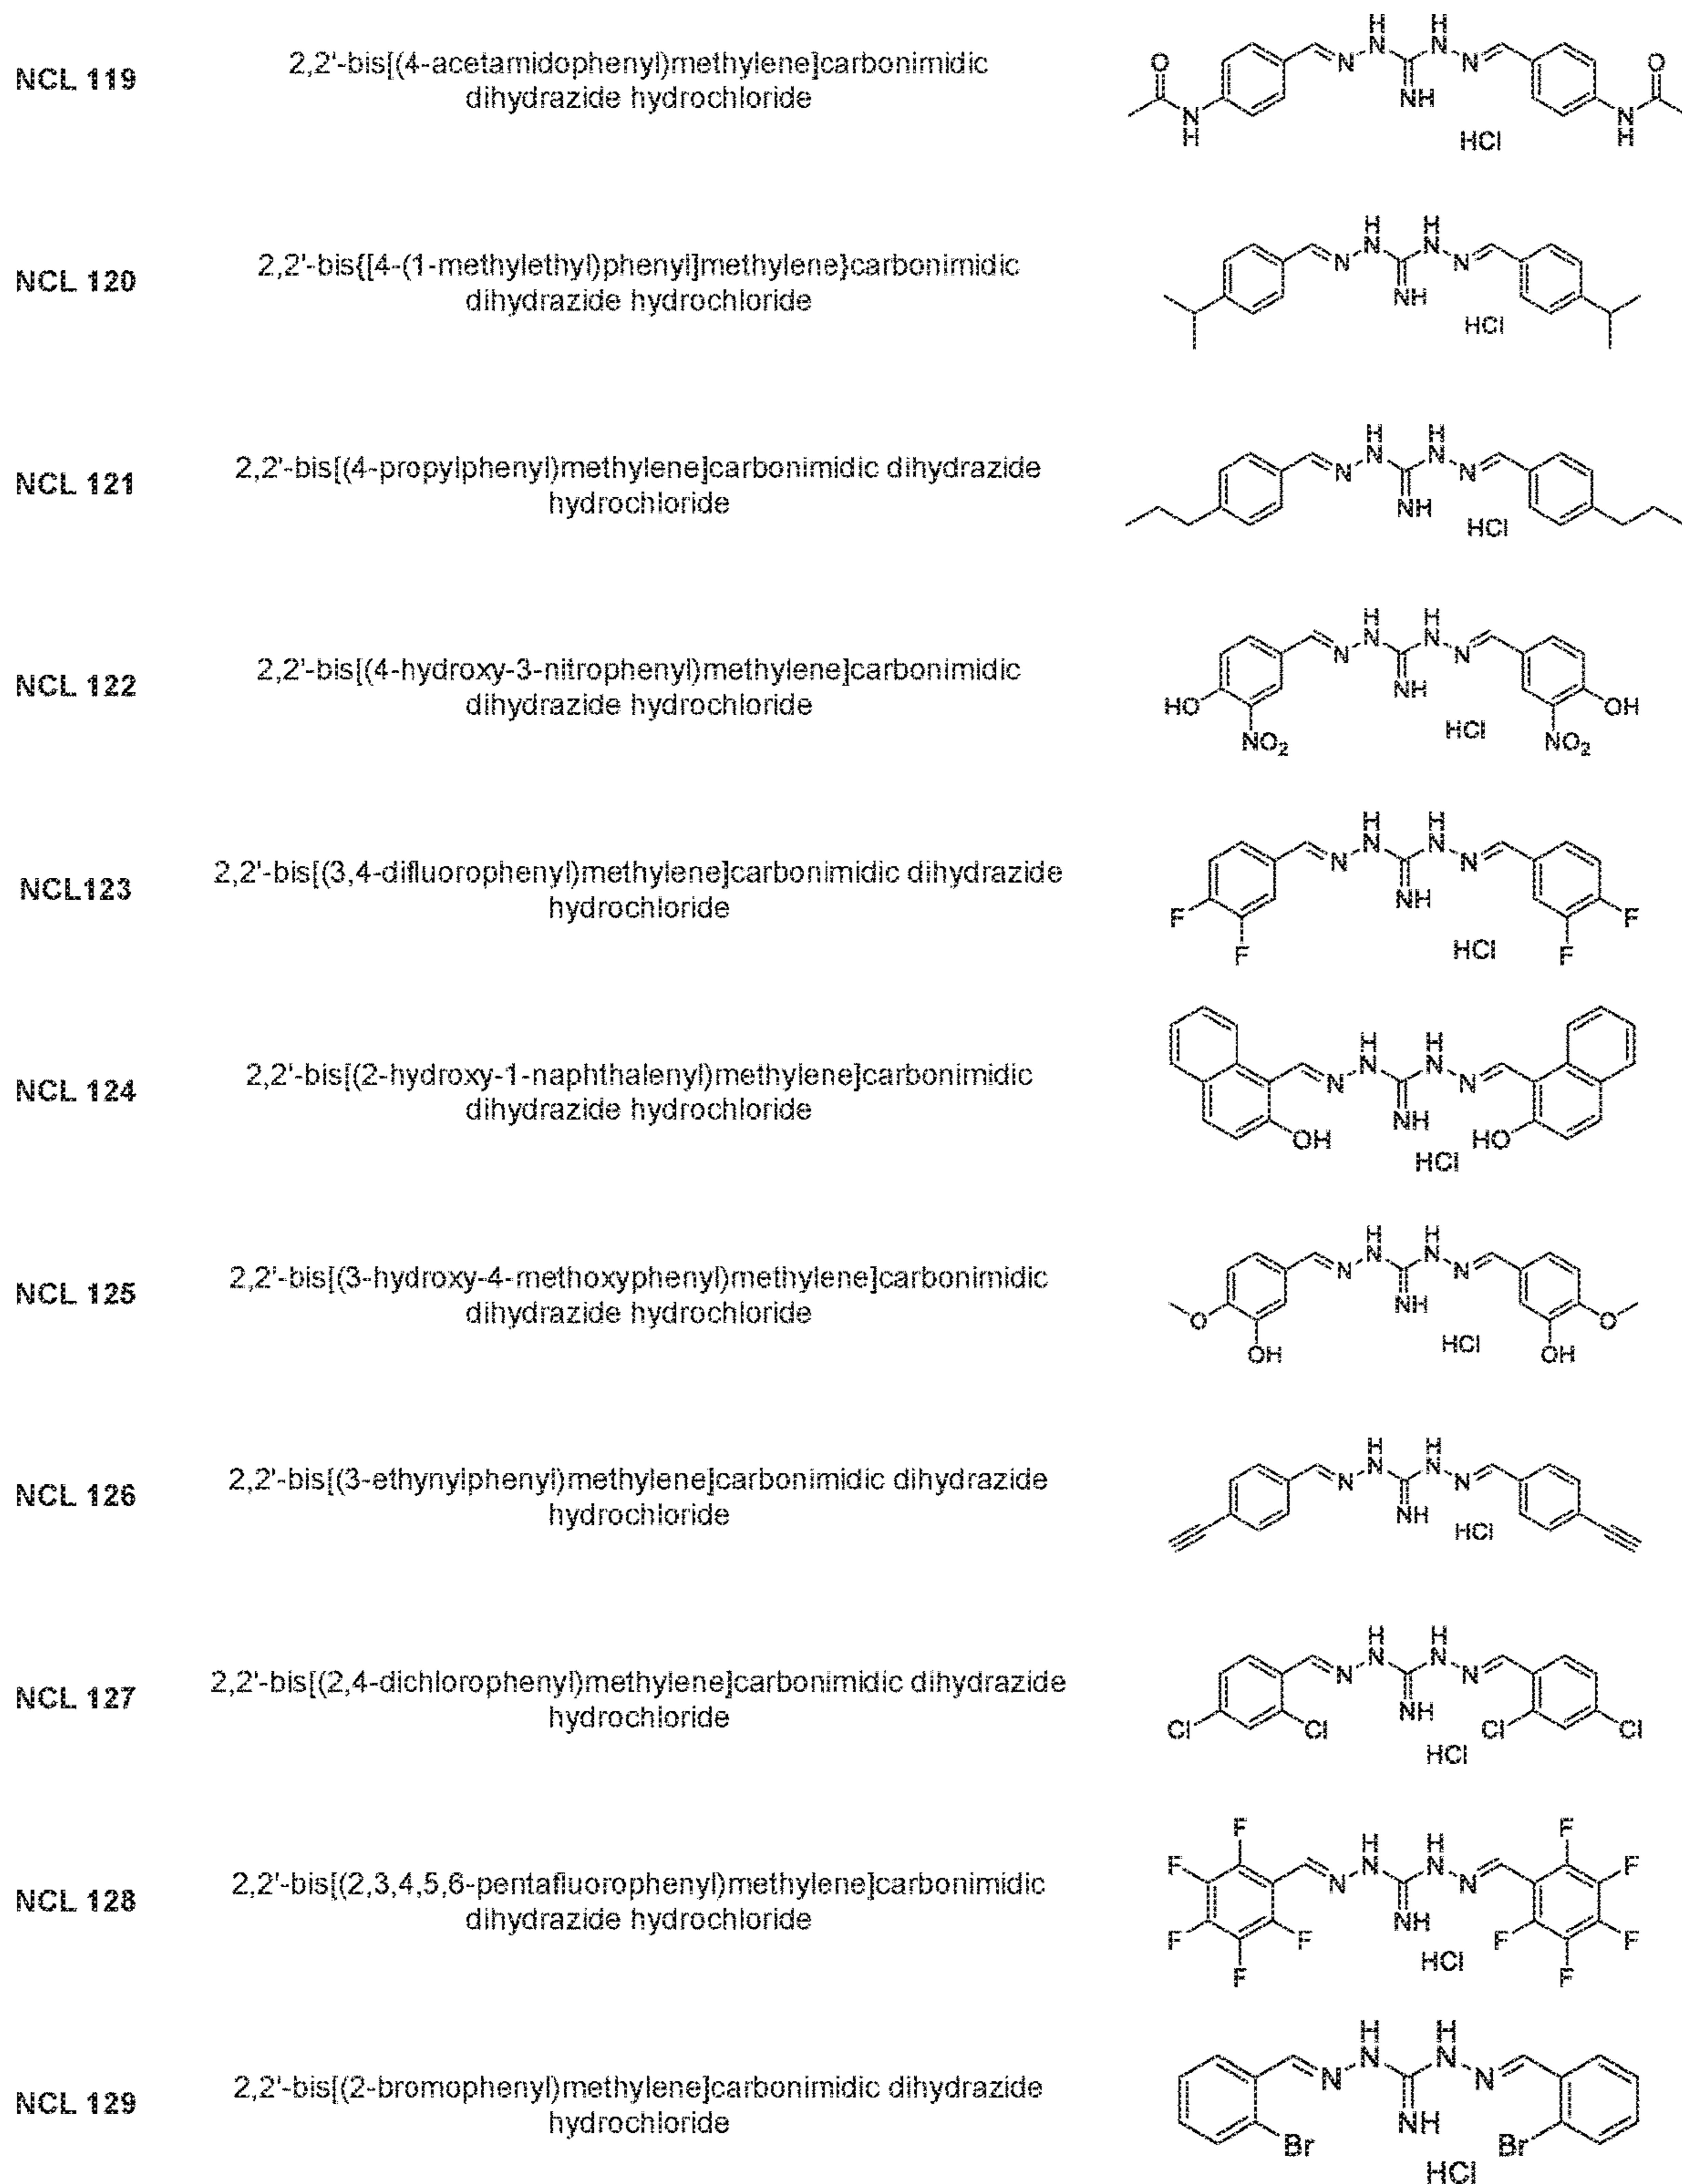 NCL 119
2,2'-bis[(4-acetamidophenyl)methylene]carbonimidic
dihydrazide hydrochloride
H H
O N N O
N N
N NH N
H H
HCl
NCL 120
2,2'-bis{[4-(1-methylethyl)phenyl]methylene}carbonimidic
dihydrazide hydrochloride
H H
N N
N N
NH
HCl
NCL 121
2,2'-bis[(4-propylphenyl)methylene]carbonimidic dihydrazide
hydrochloride
H H
N N
N N
NH
HCl
NCL 122
2,2'-bis[(4-hydroxy-3-nitrophenyl)methylene]carbonimidic
dihydrazide hydrochloride
H H
N N
N N
NH
HO OH
HCl
NO2 NO2
NCL123
2,2'-bis[(3,4-difluorophenyl)methylene]carbonimidic dihydrazide
hydrochloride
H H
N N
N N
NH
F F
F HCl F
NCL 124
2,2'-bis[(2-hydroxy-1-naphthalenyl)methylene]carbonimidic
dihydrazide hydrochloride
H H
N N
N N
NH
OH HO
HCl
NCL 125
2,2'-bis[(3-hydroxy-4-methoxyphenyl)methylene]carbonimidic
dihydrazide hydrochloride
H H
N N
N N
NH
O O
HCl
OH OH
NCL 126
2,2'-bis[(3-ethynylphenyl)methylene]carbonimidic dihydrazide
hydrochloride
H H
N N
N N
NH
HCl
NCL 127
2,2'-bis[(2,4-dichlorophenyl)methylene]carbonimidic dihydrazide
hydrochloride
H H
N N
N N
NH
Cl Cl Cl Cl
HCl
NCL 128
2,2'-bis[(2,3,4,5,6-pentafluorophenyl)methylene]carbonimidic
dihydrazide hydrochloride
F F
H H
F N N F
N N
NH
F F F F
HCl
F F
NCL 129
2,2'-bis[(2-bromophenyl)methylene]carbonimidic dihydrazide
hydrochloride
H H
N N
N N
NH
Br Br
HCl